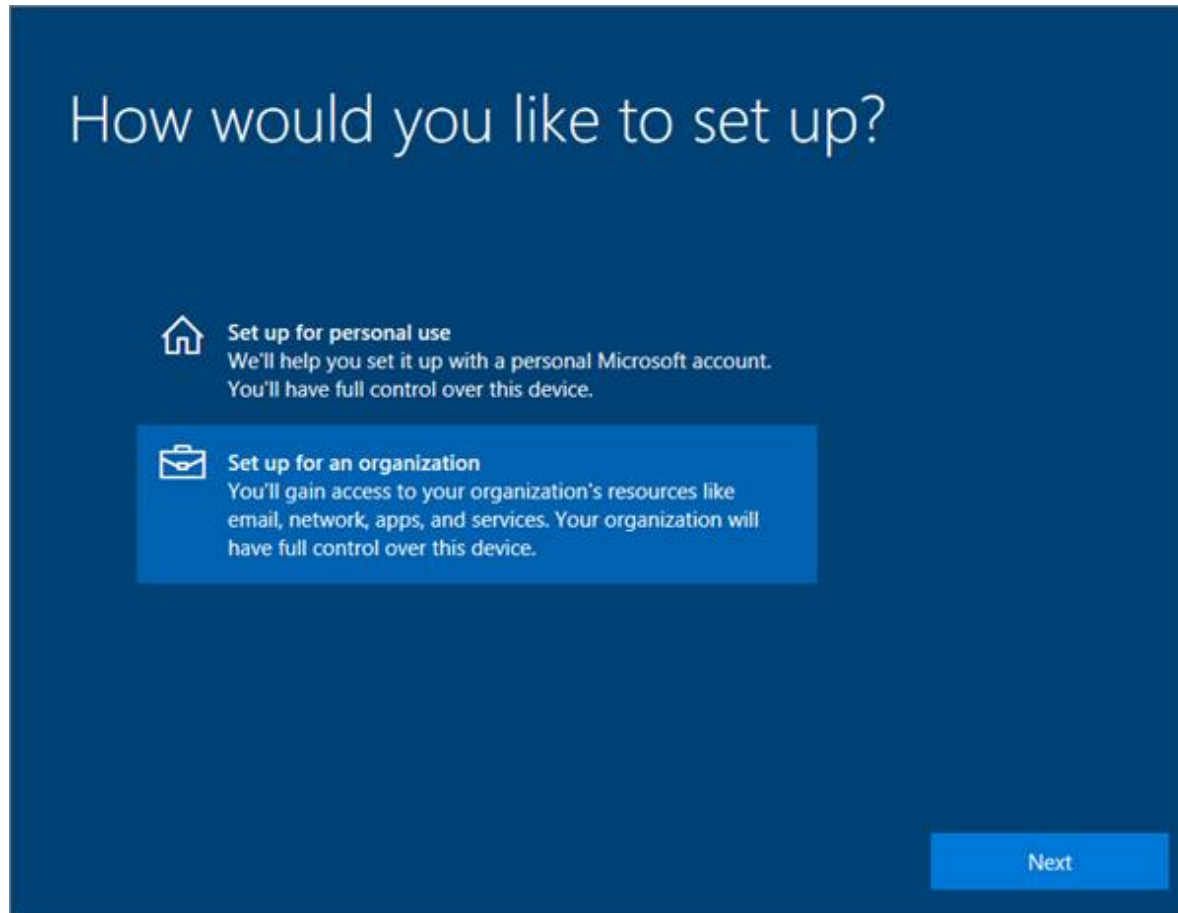 How would you like to set up?
Set up for personal use
We'll help you set it up with a personal Microsoft account.
You'll have full control over this device.
Set up for an organization
You'll gain access to your organization's resources like
email, network, apps, and services. Your organization will
have full control over this device.
Next